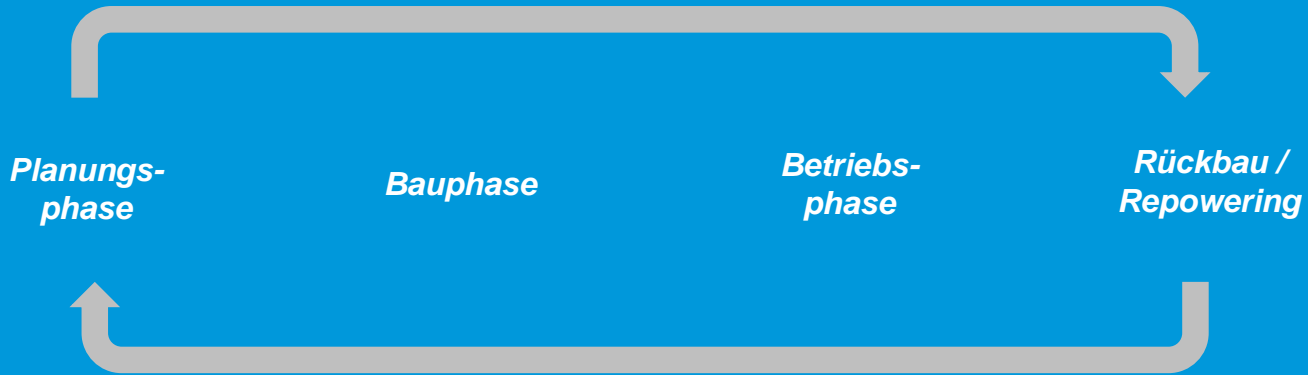 Planungs-
phase
Bauphase
Betriebs-
phase
Rückbau /
Repowering